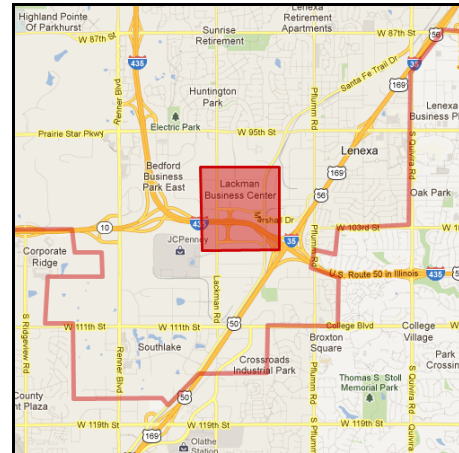 Highland Pointe
Of Parkhurst
Sunrise
Retirement
Lenexa
Retirement
Apartments
W 87th St
W 87th St
56
35
435
169
Santa Fe Trail Dr
Renner Blvd
Huntington
Park
Pflumm Rd
S Quivira Rd
Lenexa
Business
Electric Park
Prairie Star Pkwy
W 95th St
Lenexa
169
Bedford
Business
Park East
Lackman
Business Center
56
Oak Park
Marshall Dr
10
W 103rd St
JCPenney
35
Corporate
Ridge
U.S. Route 50 in Illinois
435
Lackman Rd
S Ridgeview Rd
W 111th St
W 111th St
50
College Blvd
College
Village
Southlake
Renner Blvd
Broxton
Square
Crossroads
Industrial Park
Park
Crossing
Thomas S. Stoll
Memorial Park
Pflumm Rd
S Quivira Rd
County
nt Plaza
50
W 119th St
W 119th St
W 119th St
169
Olathe
Station
S Pflumm